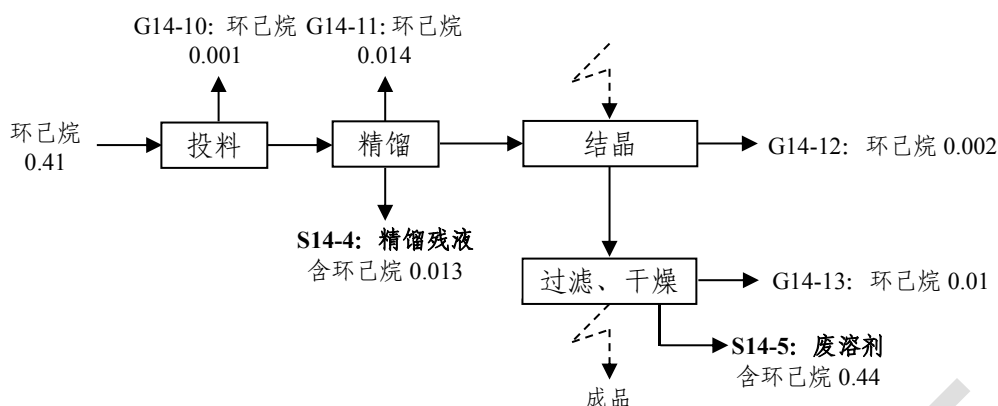 G14-10: 环己烷
0.001
G14-11: 环己烷
0.014
环己烷
0.41
投料
精馏
结晶
G14-12: 环己烷 0.002
S14-4: 精馏残液
含环己烷 0.013
过滤、干燥
G14-13: 环己烷 0.01
S14-5: 废溶剂
含环己烷 0.44
成品